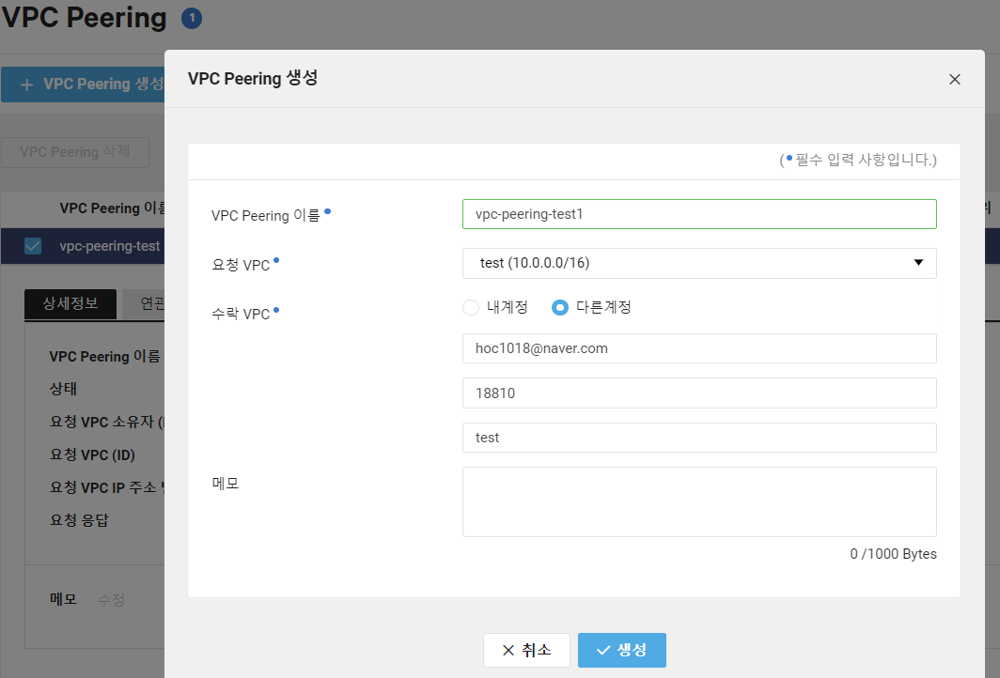 VPC Peering 1
+ VPC Peering 생성
VPC Peering 삭제
VPC Peering 이름
vpc-peering-test
상세정보
VPC Peering 이름
상태
요청 VPC 소유자
요청 VPC (ID)
요청 VPC IP 주소
요청 응답
메모 수정
VPC Peering 생성
(•필수 입력 사항입니다.)
VPC Peering 이름• vpc-peering-test1
요청 VPC• test (10.0.0.0/16)
수락 VPC• 내계정 다른계정
hoc1018@naver.com
18810
test
메모
0 /1000 Bytes
취소 생성